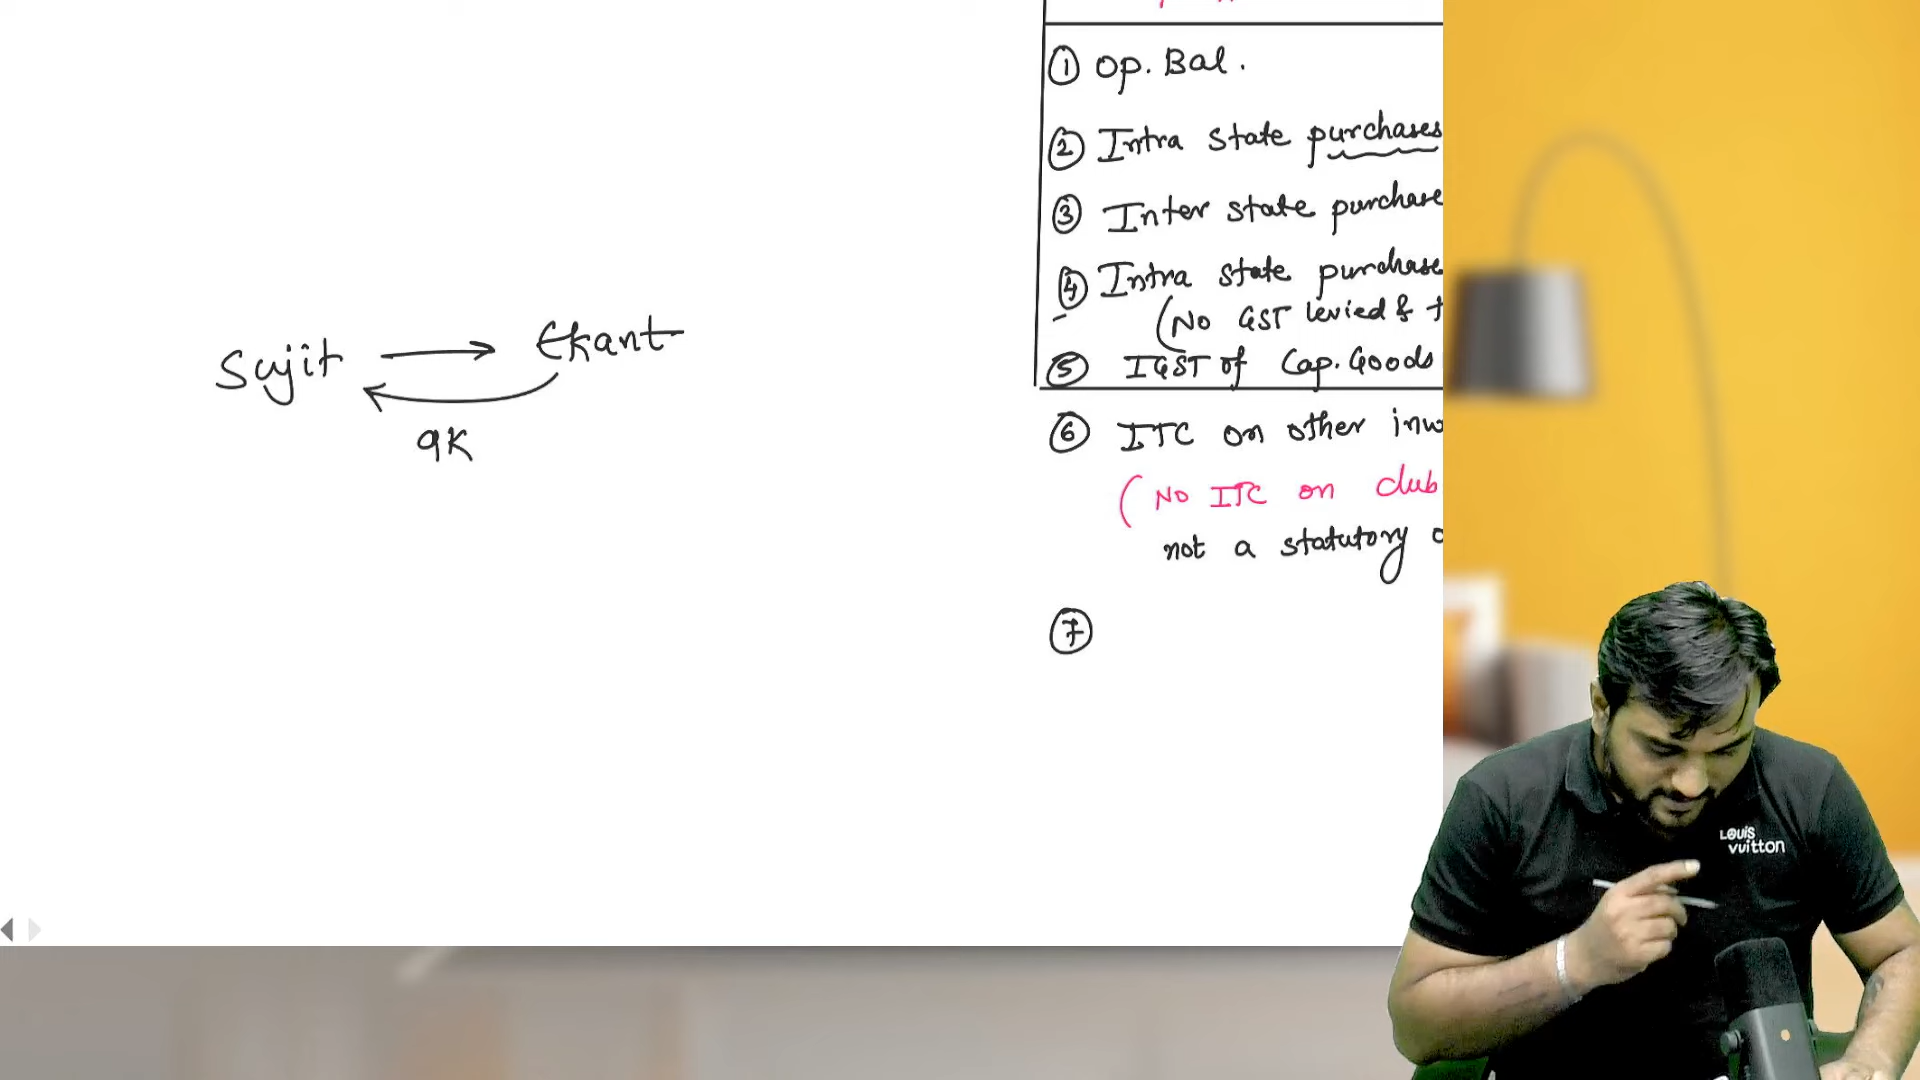 ① Op. Bal.
② Intra State purchases
③ Inter state purchase
④ Intra state purchase
(No GST levied &
⑤ IGST of Cap. Goods
⑥ ITC on other
(No ITC on club
not a statutory
⑦
Sujit → Ekant
9K
Louis
vuitton